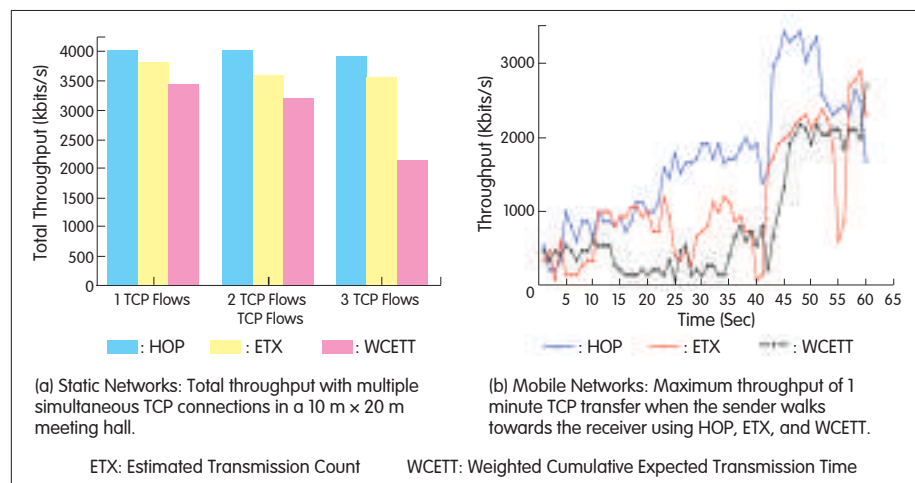 Total Throughput (kbits/s)
4000
3500
3000
2500
2000
1500
1000
500
0
1 TCP Flows
2 TCP Flows
3 TCP Flows
TCP Flows
: HOP
: ETX
: WCETT
(a) Static Networks: Total throughput with multiple
simultaneous TCP connections in a 10 m × 20 m
meeting hall.
Throughput (Kbits/s)
3000
2000
1000
0
5
10
15
20
25
30
35
40
45
50
55
60
65
Time (Sec)
: HOP
: ETX
: WCETT
(b) Mobile Networks: Maximum throughput of 1
minute TCP transfer when the sender walks
towards the receiver using HOP, ETX, and WCETT.
ETX: Estimated Transmission Count
WCETT: Weighted Cumulative Expected Transmission Time